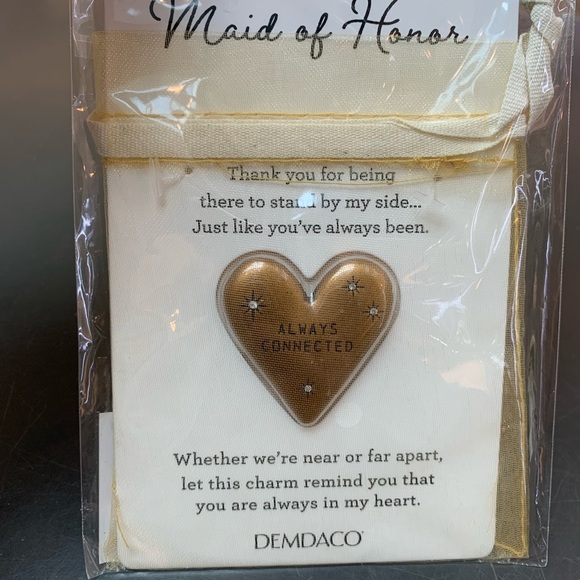 Maid of Honor
Thank you for being
there to stand by my side...
Just like you've always been.
ALWAYS
CONNECTED
Whether we're near or far apart,
let this charm remind you that
you are always in my heart.
DEMDACO